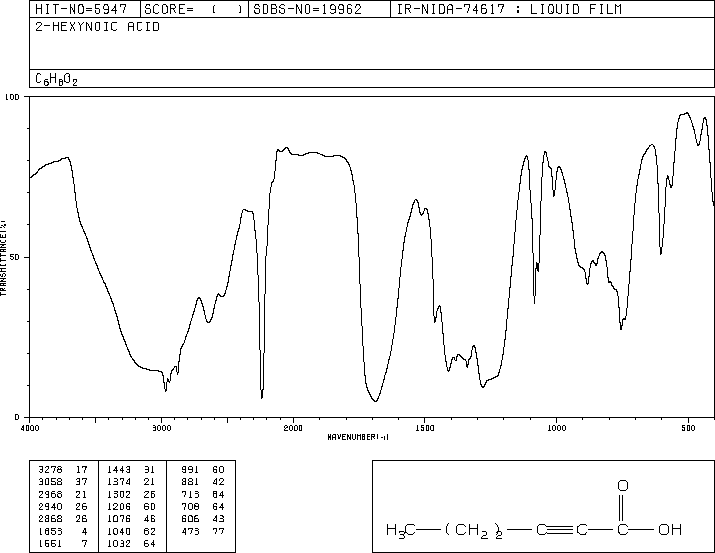 HIT-NO=5947 SCORE= ( ) SDBS-NO=19962 IR-NIDA-74617 : LIQUID FILM
2-HEXYNOIC ACID
C6H8O2
100
50
0
TRANSMITTANCE(%)
4000 3000 2000 1500 1000 500
WAVENUMBER(-1)
3278 17 1443 31 991 60
3058 37 1374 21 881 42
2968 21 1302 26 713 84
2940 26 1206 60 708 64
2868 26 1076 46 606 43
1653 4 1040 62 473 77
1661 7 1032 64
O
H3C—(CH2)2—C≡C—C—OH